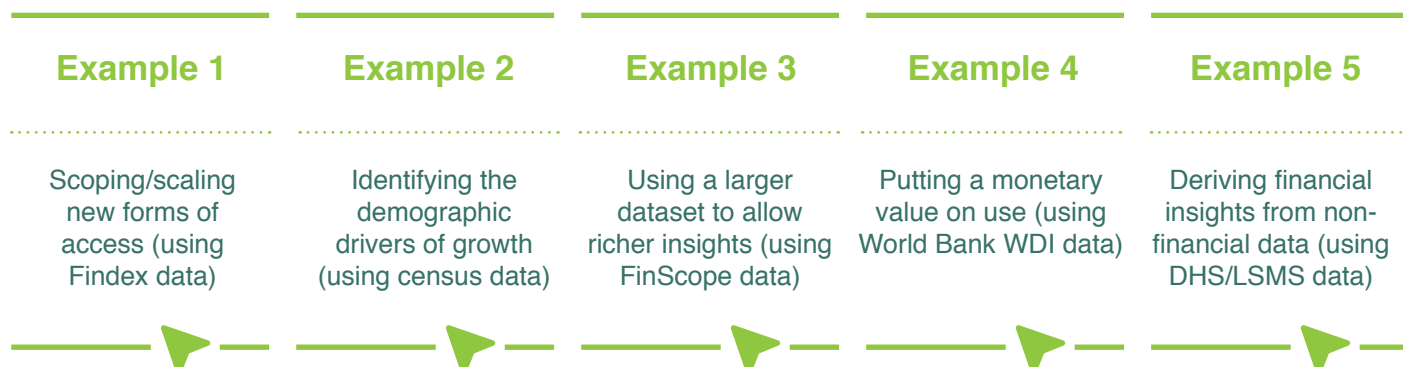 Example 1
Scoping/scaling
new forms of
access (using
Findex data)
Example 2
Identifying the
demographic
drivers of growth
(using census data)
Example 3
Using a larger
dataset to allow
richer insights (using
FinScope data)
Example 4
Putting a monetary
value on use (using
World Bank WDI data)
Example 5
Deriving financial
insights from non-
financial data (using
DHS/LSMS data)